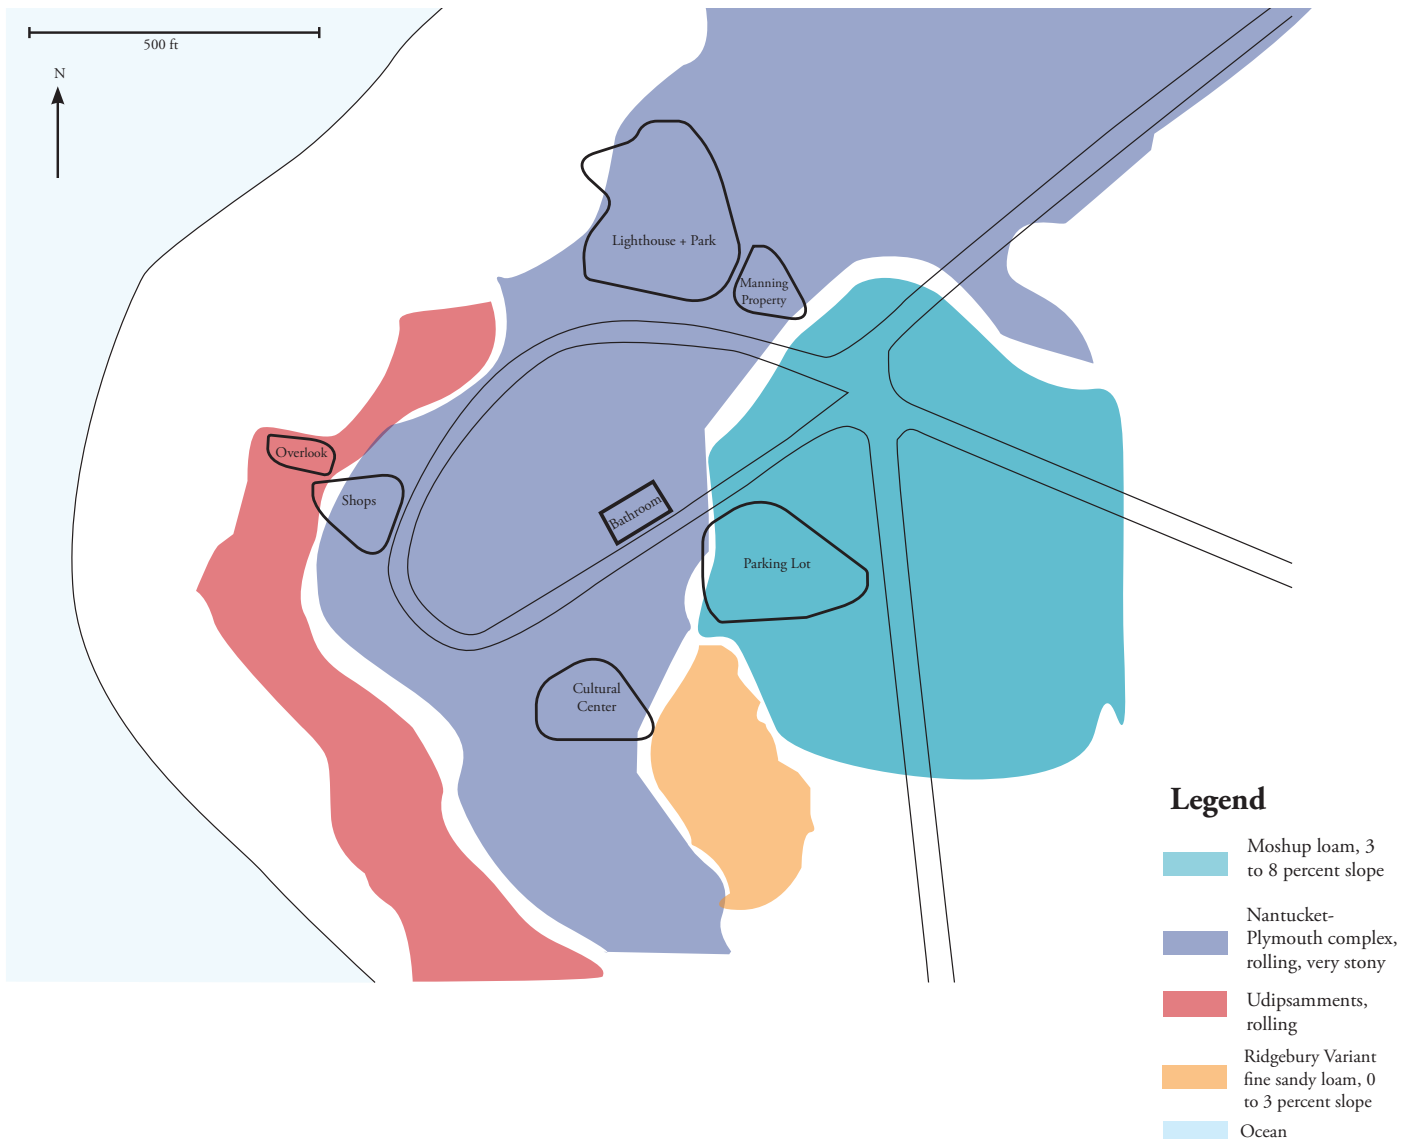 500 ft
N
Lighthouse + Park
Manning
Property
Overlook
Shops
Bathroom
Parking Lot
Cultural
Center
Legend
Moshup loam, 3
to 8 percent slope
Nantucket-
Plymouth complex,
rolling, very stony
Udipsamments,
rolling
Ridgebury Variant
fine sandy loam, 0
to 3 percent slope
Ocean